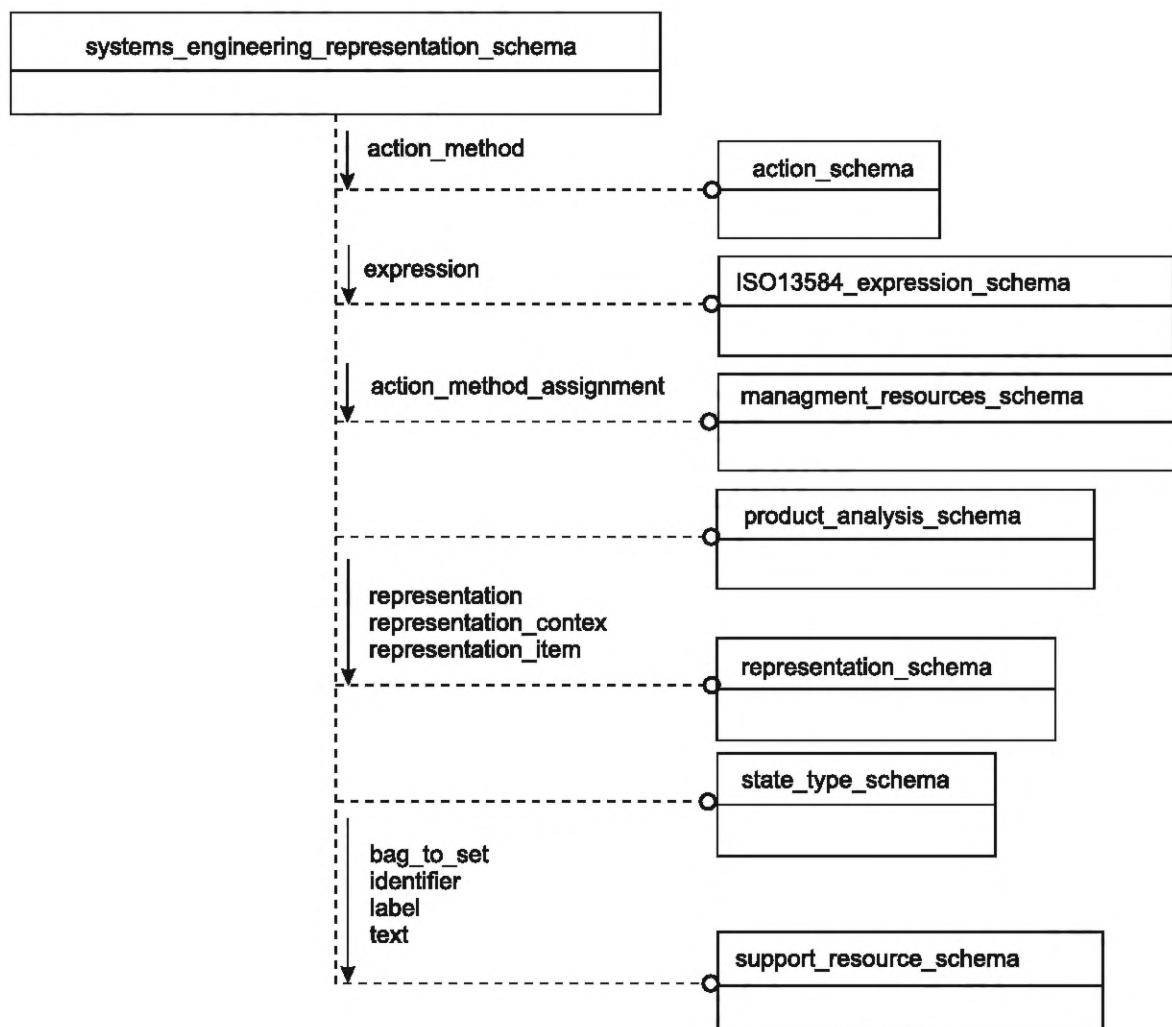 systems_engineering_representation_schema
action_method
action_schema
expression
ISO13584_expression_schema
action_method_assignment
managment_resources_schema
product_analysis_schema
representation
representation_contex
representation_item
representation_schema
state_type_schema
bag_to_set
identifier
label
text
support_resource_schema